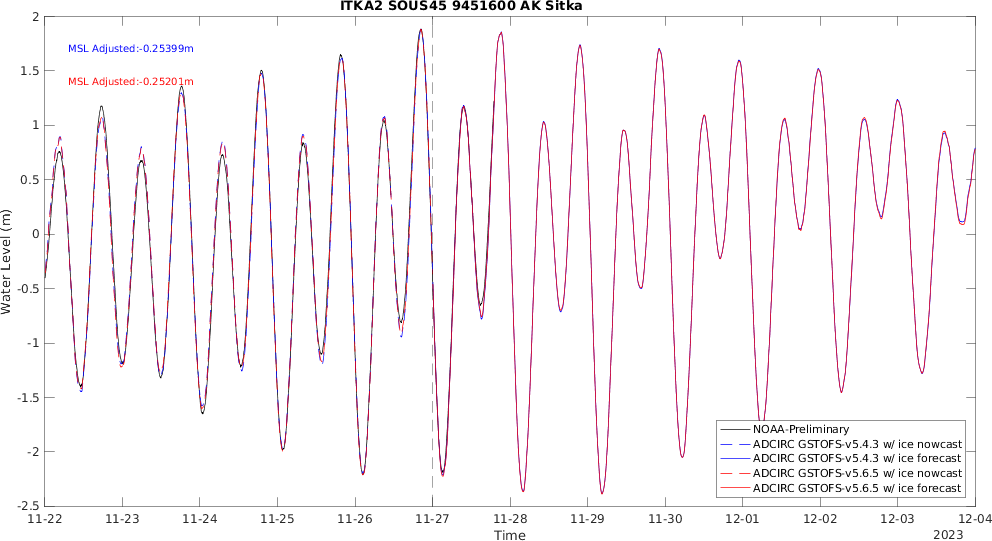 ITKA2 SOUS45 9451600 AK Sitka
MSL Adjusted:-0.25399m
MSL Adjusted:-0.25201m
Water Level (m)
2
1.5
1
0.5
0
-0.5
-1
-1.5
-2
-2.5
NOAA-Preliminary
ADCIRC GSTOFS-v5.4.3 w/ ice nowcast
ADCIRC GSTOFS-v5.4.3 w/ ice forecast
ADCIRC GSTOFS-v5.6.5 w/ ice nowcast
ADCIRC GSTOFS-v5.6.5 w/ ice forecast
11-22 11-23 11-24 11-25 11-26 11-27 11-28 11-29 11-30 12-01 12-02 12-03 12-04
Time
2023